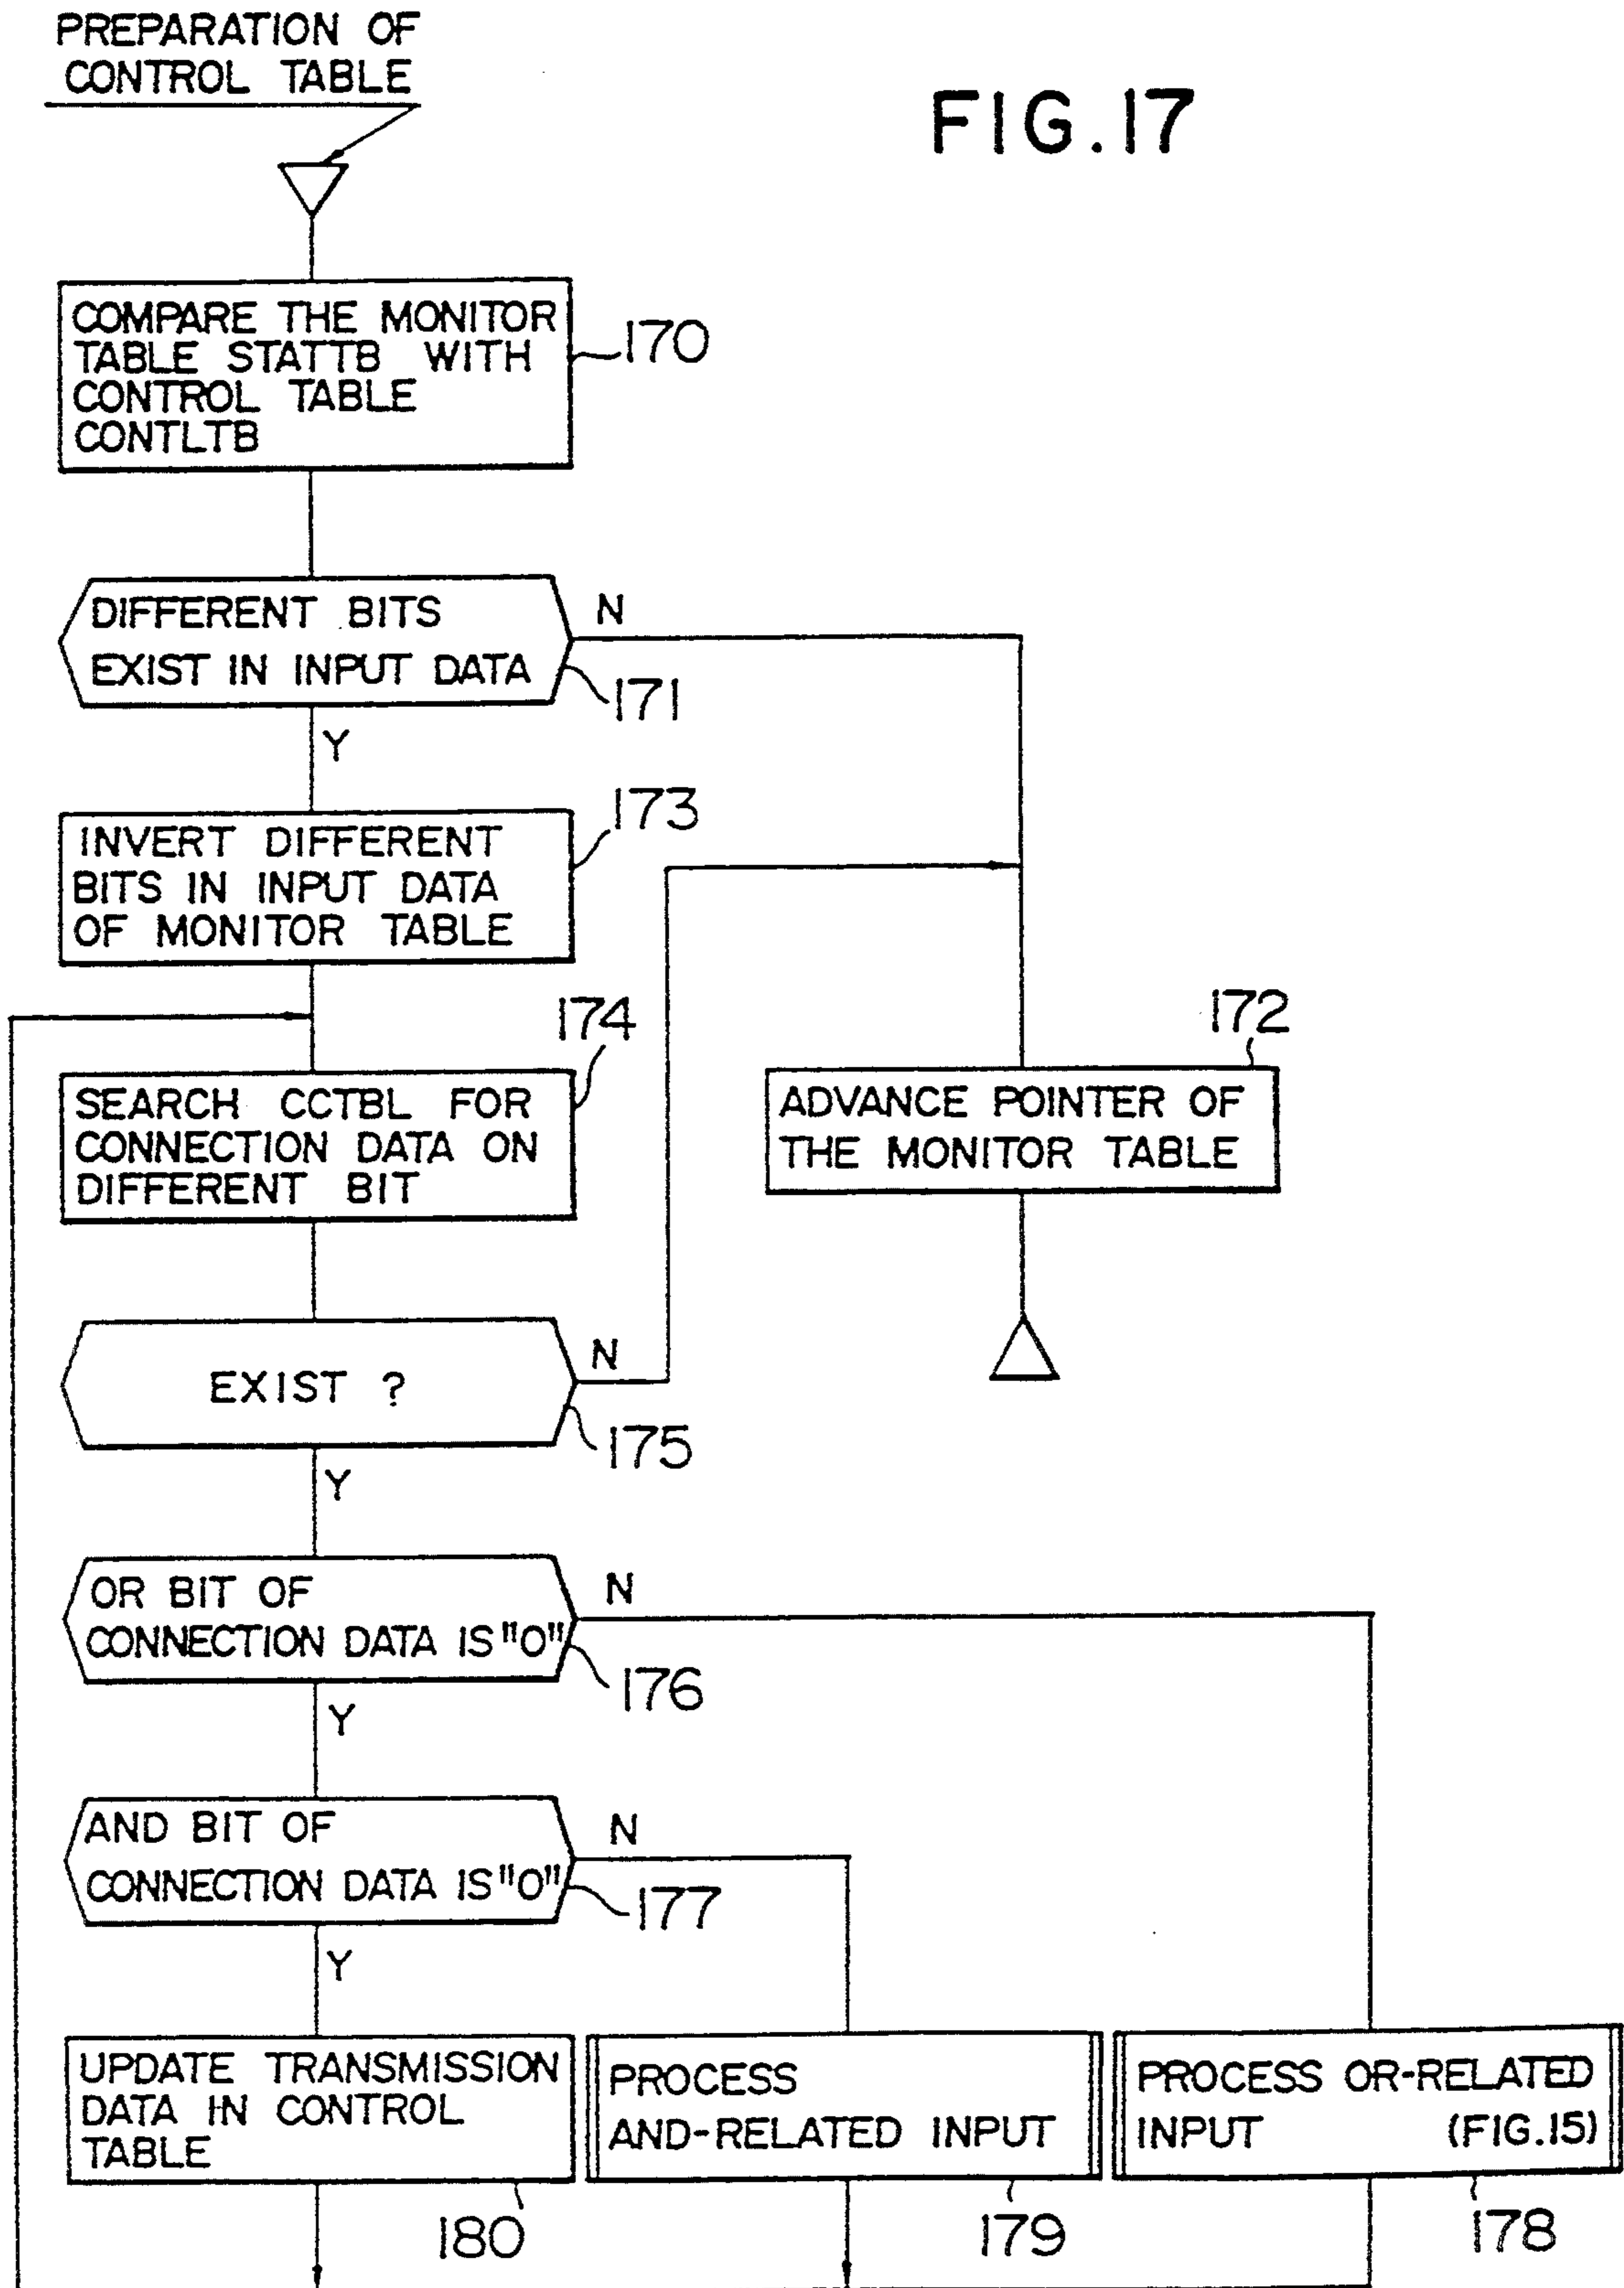 PREPARATION OF
CONTROL TABLE
FIG.17
COMPARE THE MONITOR
TABLE STATTB WITH
CONTROL TABLE
CONTLTB
170
DIFFERENT BITS
EXIST IN INPUT DATA
N
171
Y
INVERT DIFFERENT
BITS IN INPUT DATA
OF MONITOR TABLE
173
174
SEARCH CCTBL FOR
CONNECTION DATA ON
DIFFERENT BIT
172
ADVANCE POINTER OF
THE MONITOR TABLE
EXIST ?
N
175
Y
OR BIT OF
CONNECTION DATA IS "0"
N
176
Y
AND BIT OF
CONNECTION DATA IS "0"
N
177
Y
UPDATE TRANSMISSION
DATA IN CONTROL
TABLE
180
PROCESS
AND-RELATED INPUT
179
PROCESS OR-RELATED
INPUT (FIG.15)
178